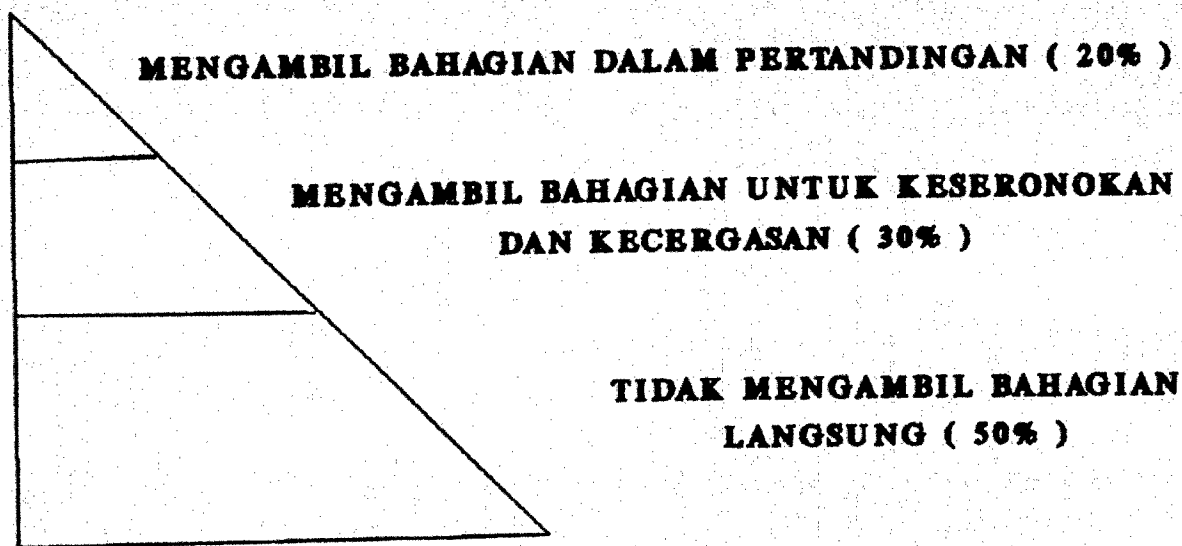 MENGAMBIL BAHAGIAN DALAM PERTANDINGAN ( 20% )
MENGAMBIL BAHAGIAN UNTUK KESERONOKAN
DAN KECERGASAN ( 30% )
TIDAK MENGAMBIL BAHAGIAN
LANGSUNG ( 50% )